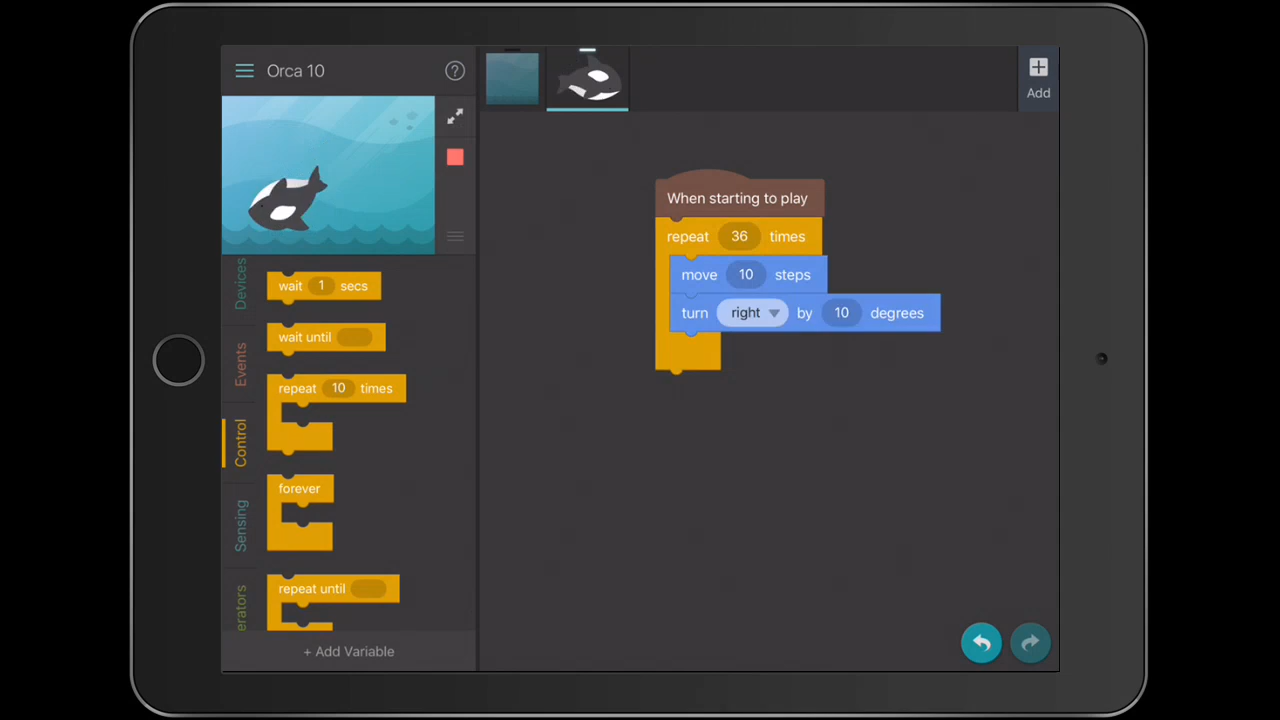 Orca 10
?
Add
Devices
Events
Control
Sensing
erators
wait 1 secs
wait until
repeat 10 times
forever
repeat until
+ Add Variable
When starting to play
repeat 36 times
move 10 steps
turn right by 10 degrees